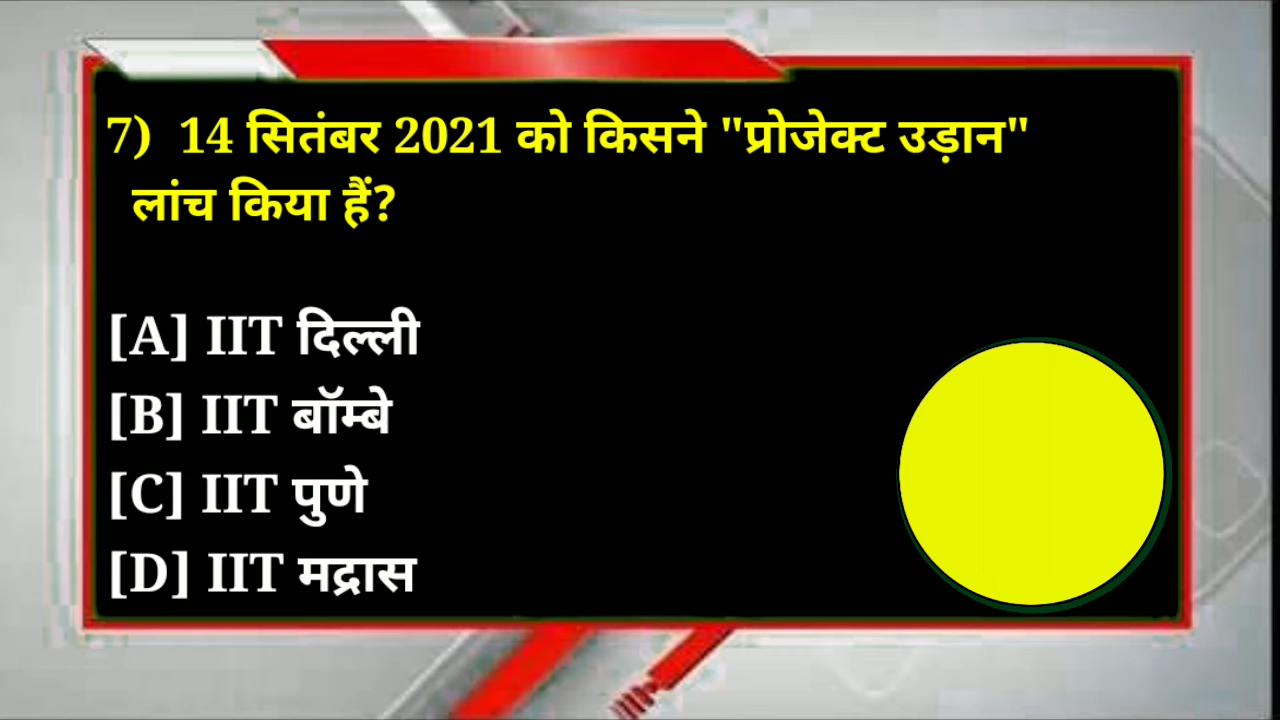 7) 14 सितंबर 2021 को किसने "प्रोजेक्ट उड़ान"
लांच किया हैं?
[A] IIT दिल्ली
[B] IIT बॉम्बे
[C] IIT पुणे
[D] IIT मद्रास